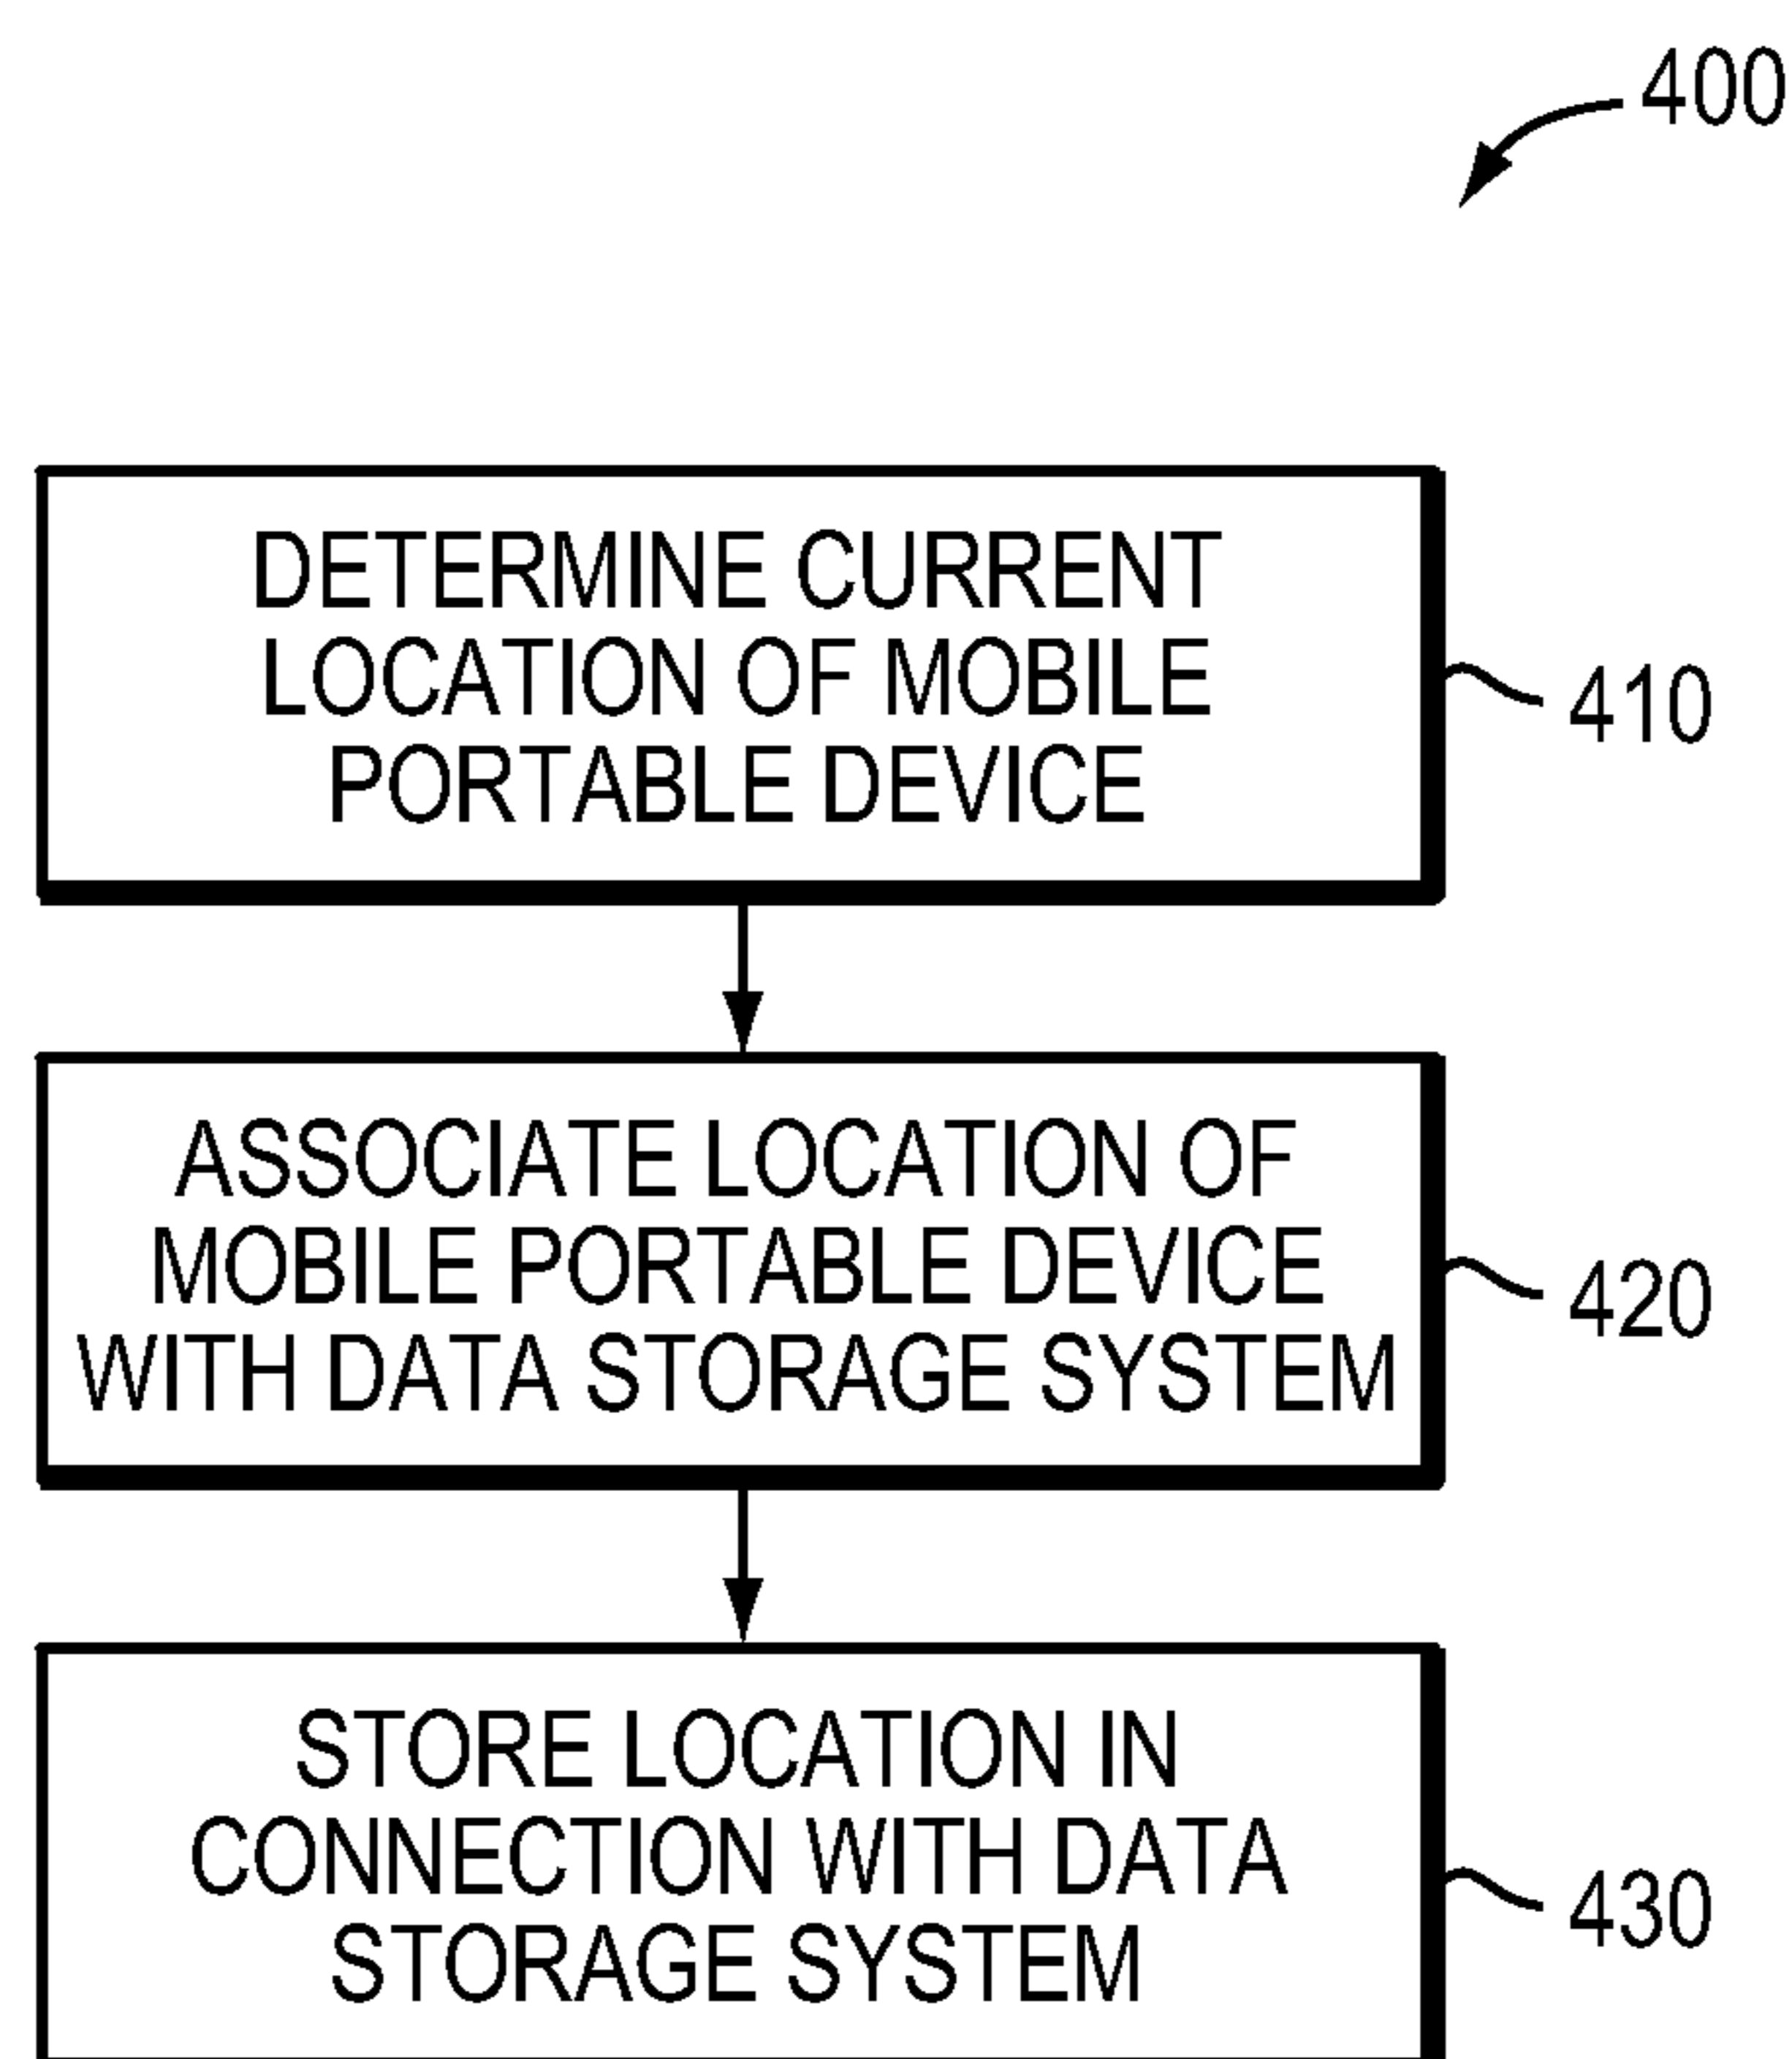 400
DETERMINE CURRENT
LOCATION OF MOBILE
PORTABLE DEVICE
410
ASSOCIATE LOCATION OF
MOBILE PORTABLE DEVICE
WITH DATA STORAGE SYSTEM
420
STORE LOCATION IN
CONNECTION WITH DATA
STORAGE SYSTEM
430